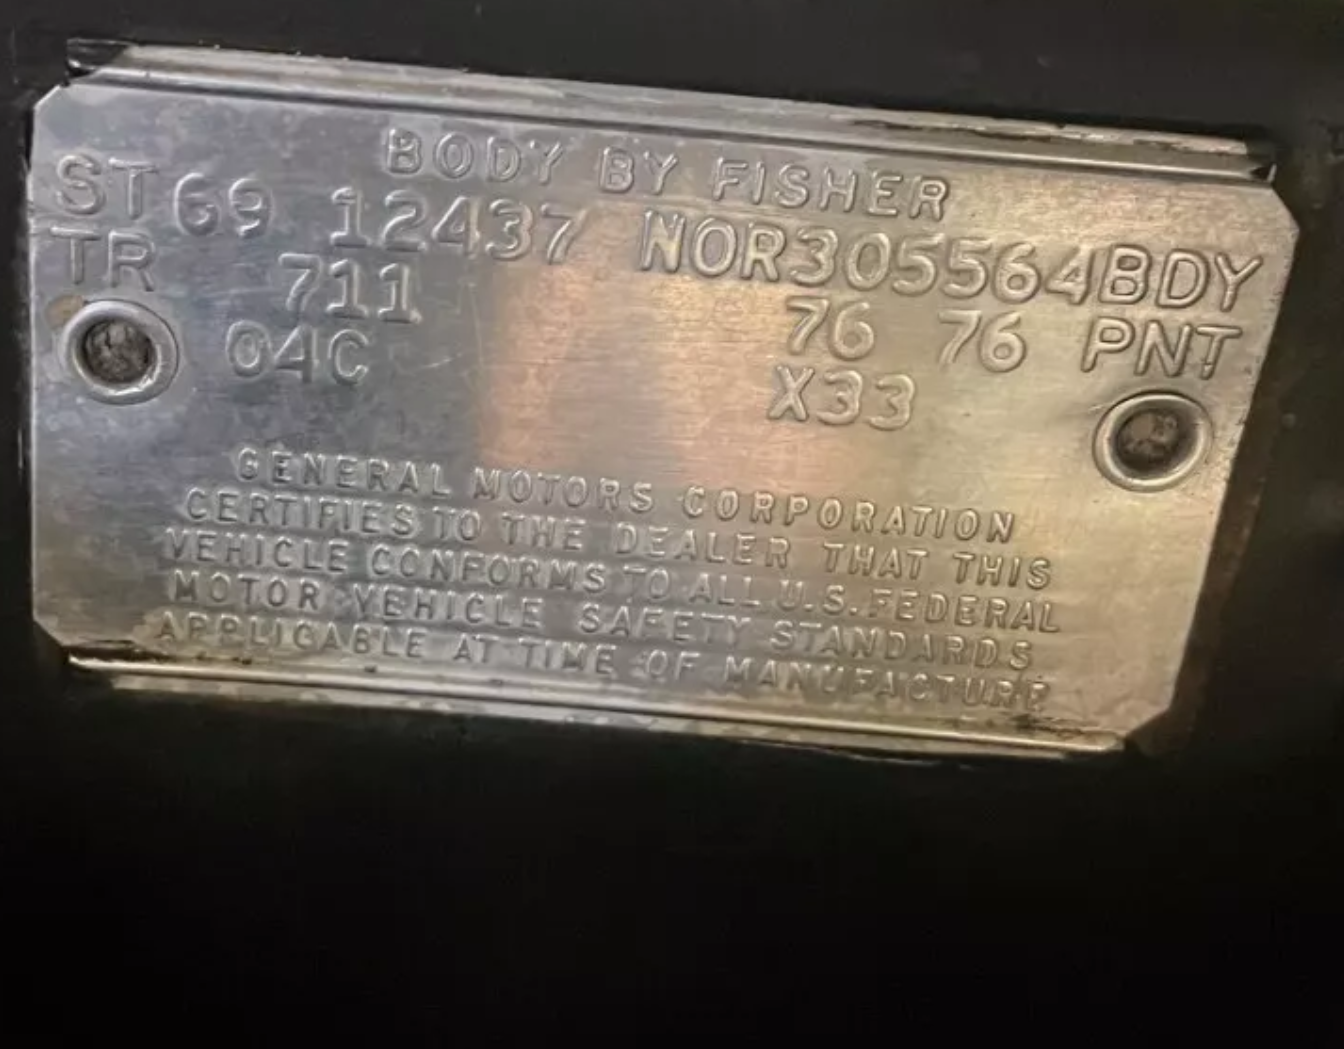 BODY BY FISHER
ST 69 12437 NOR305564 BDY
TR 711 76 76 PNT
04C X33
GENERAL MOTORS CORPORATION
CERTIFIES TO THE DEALER THAT THIS
VEHICLE CONFORMS TO ALL U.S. FEDERAL
MOTOR VEHICLE SAFETY STANDARDS
APPLICABLE AT TIME OF MANUFACTURE